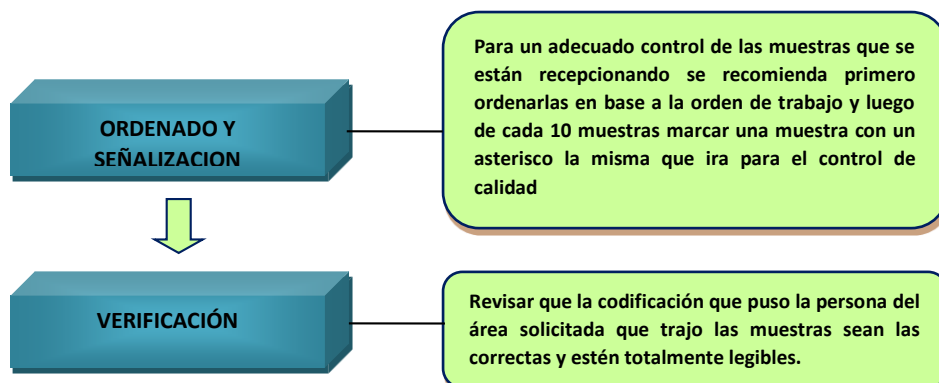 ORDENADO Y
SEÑALIZACION
Para un adecuado control de las muestras que se
están recepcionando se recomienda primero
ordenarlas en base a la orden de trabajo y luego
de cada 10 muestras marcar una muestra con un
asterisco la misma que ira para el control de
calidad
VERIFICACIÓN
Revisar que la codificación que puso la persona del
área solicitada que trajo las muestras sean las
correctas y estén totalmente legibles.